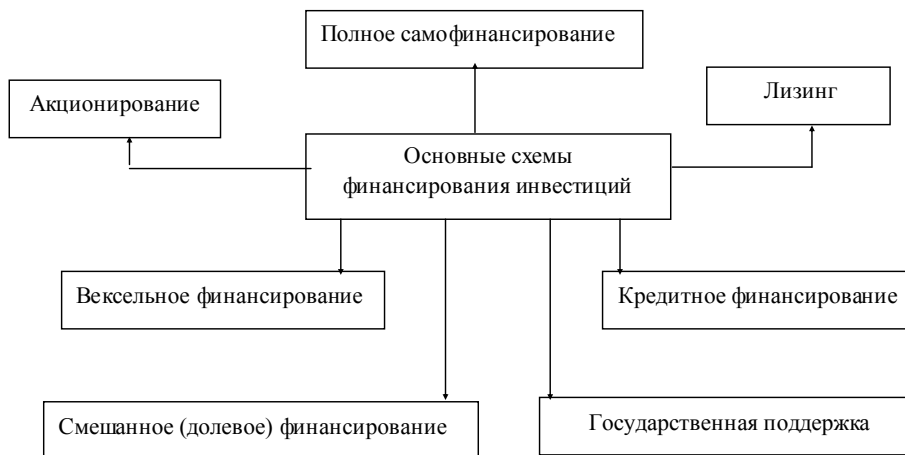 Полное самофинансирование
Акционирование
Лизинг
Основные схемы
финансирования инвестиций
Вексельное финансирование
Кредитное финансирование
Смешанное (долевое) финансирование
Государственная поддержка